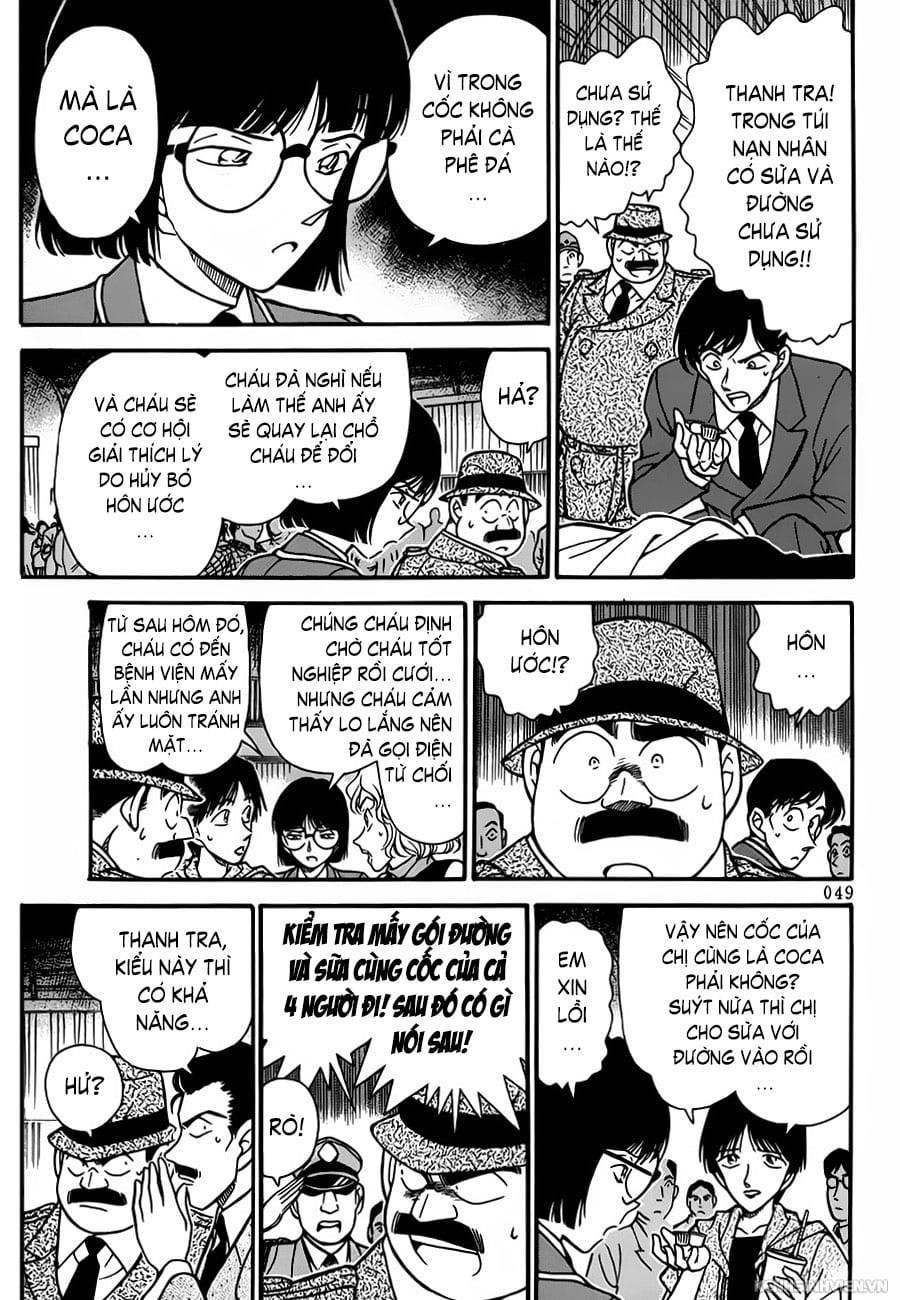 THANH TRA!
TRONG TÚI
NẠN NHÂN
CÓ SỮA VÀ
ĐƯỜNG
CHƯA SỬ
DỤNG!!
CHƯA SỬ
DỤNG? THẾ
LÀ THẾ
NÀO!?
VÌ TRONG
CỐC KHÔNG
PHẢI CÀ
PHÊ ĐÁ
...
MÀ LÀ
COCA
...
HẢ?
CHÁU ĐÃ NGHĨ NẾU
LÀM THẾ ANH ẤY
SẼ QUAY LẠI CHỖ
CHÁU ĐỂ ĐỔI
...
VÀ CHÁU SẼ
CÓ CƠ HỘI
GIẢI THÍCH LÝ
DO HỦY BỎ
HÔN ƯỚC
...
HÔN
...
HÔN
ƯỚC!?
CHÚNG CHÁU ĐỊNH
CHỜ CHÁU TỐT
NGHIỆP RỒI CƯỚI...
NHƯNG CHÁU CẢM
THẤY LO LẮNG NÊN
ĐÃ GỌI ĐIỆN
TỪ CHỐI
...
TỪ SAU HÔM ĐÓ,
CHÁU CÓ ĐẾN
BỆNH VIỆN MẤY
LẦN NHƯNG ANH
ẤY LUÔN TRÁNH
MẶT...
049
VẬY NÊN CỐC CỦA
CHỊ CŨNG LÀ COCA
PHẢI KHÔNG?
SUÝT NỮA THÌ CHỊ
CHO SỮA VỚI
ĐƯỜNG VÀO RỒI
...
EM
XIN
LỖI
...
KIỂM TRA MẤY GÓI ĐƯỜNG
VÀ SỮA CÙNG CỐC CỦA CẢ
4 NGƯỜI ĐI! SAU ĐÓ CÓ GÌ
NÓI SAU!
RÕ!
THANH TRA,
KIỂU NÀY THÌ
CÓ KHẢ
NĂNG...
HỬ?